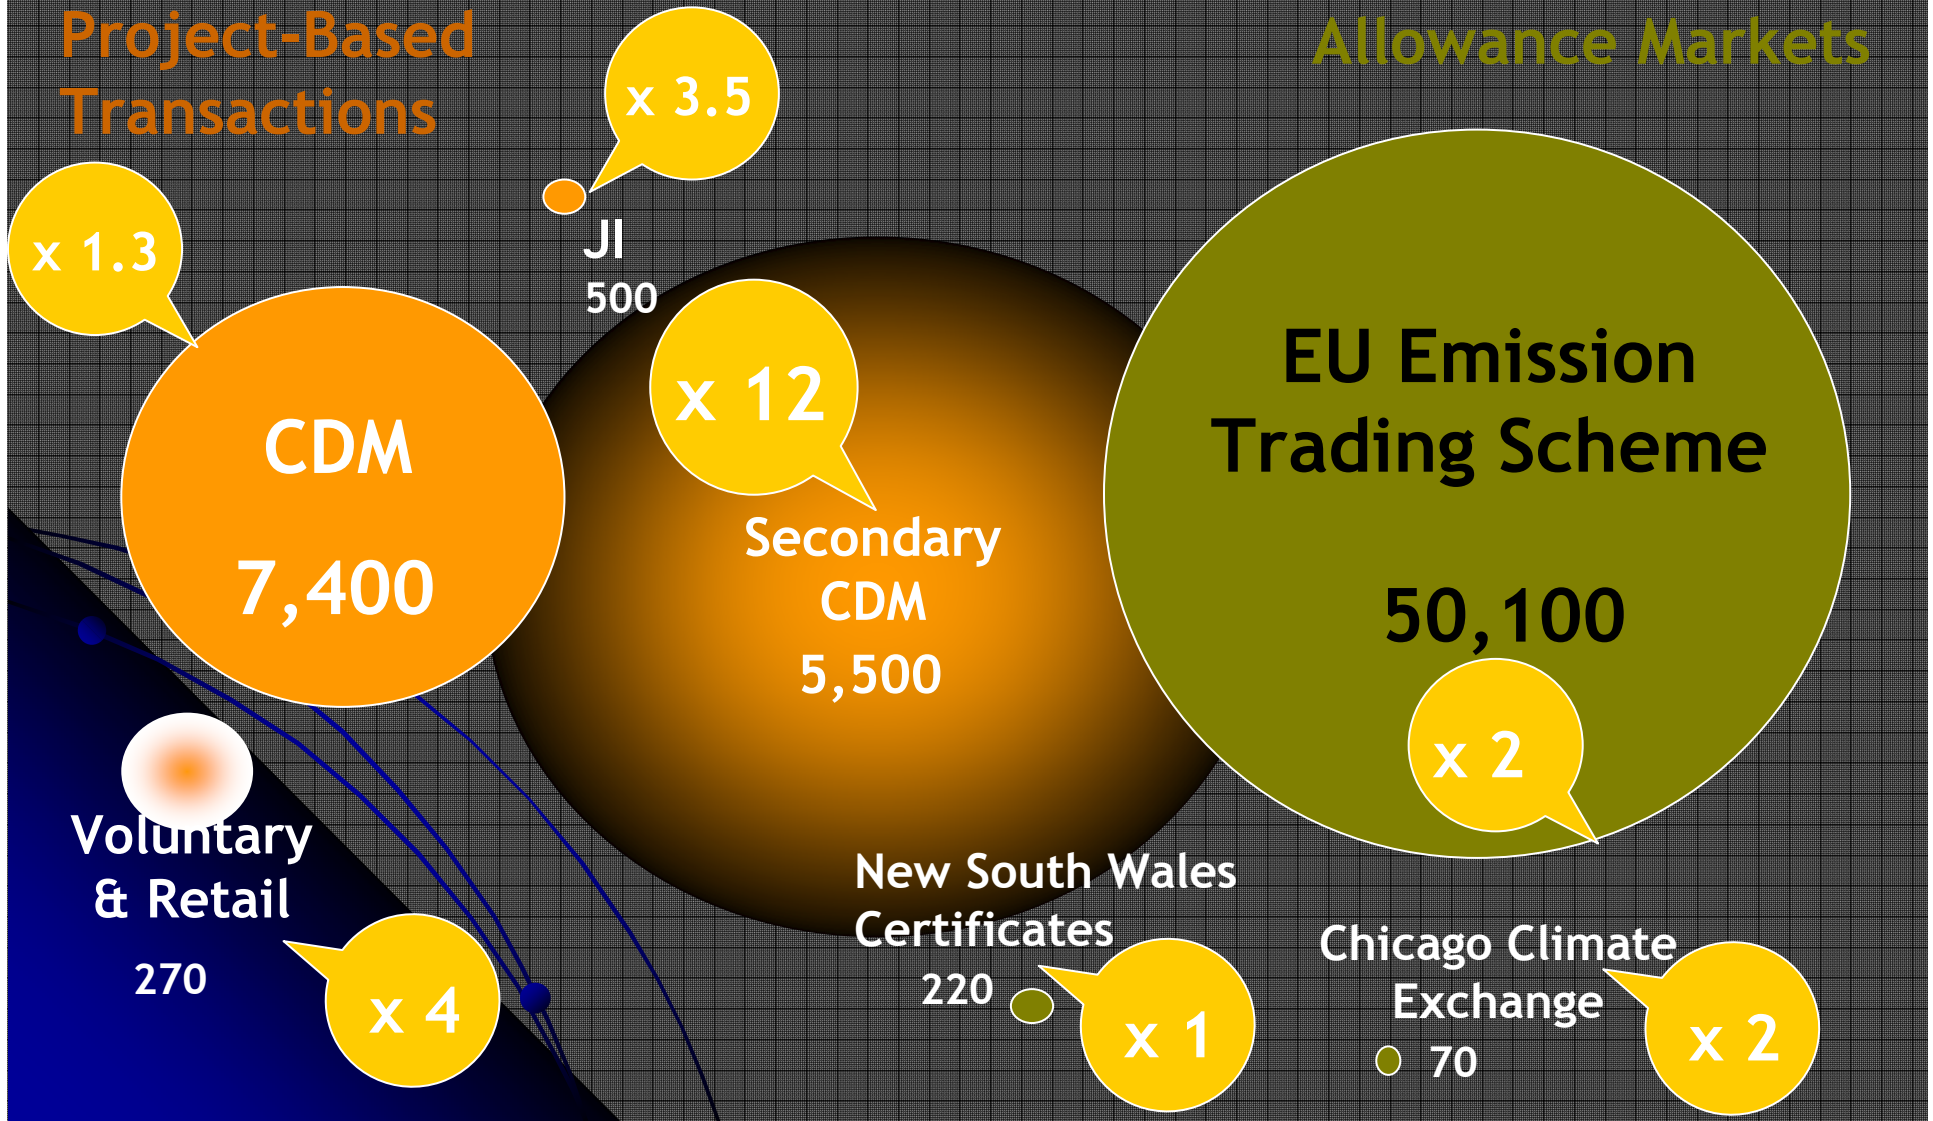 Project-Based
Transactions
Allowance Markets
x 3.5
x 1.3
JI
500
x 12
CDM
7,400
Secondary
CDM
5,500
EU Emission
Trading Scheme
50,100
x 2
Voluntary
& Retail
270
x 4
New South Wales
Certificates
220
x 1
Chicago Climate
Exchange
70
x 2